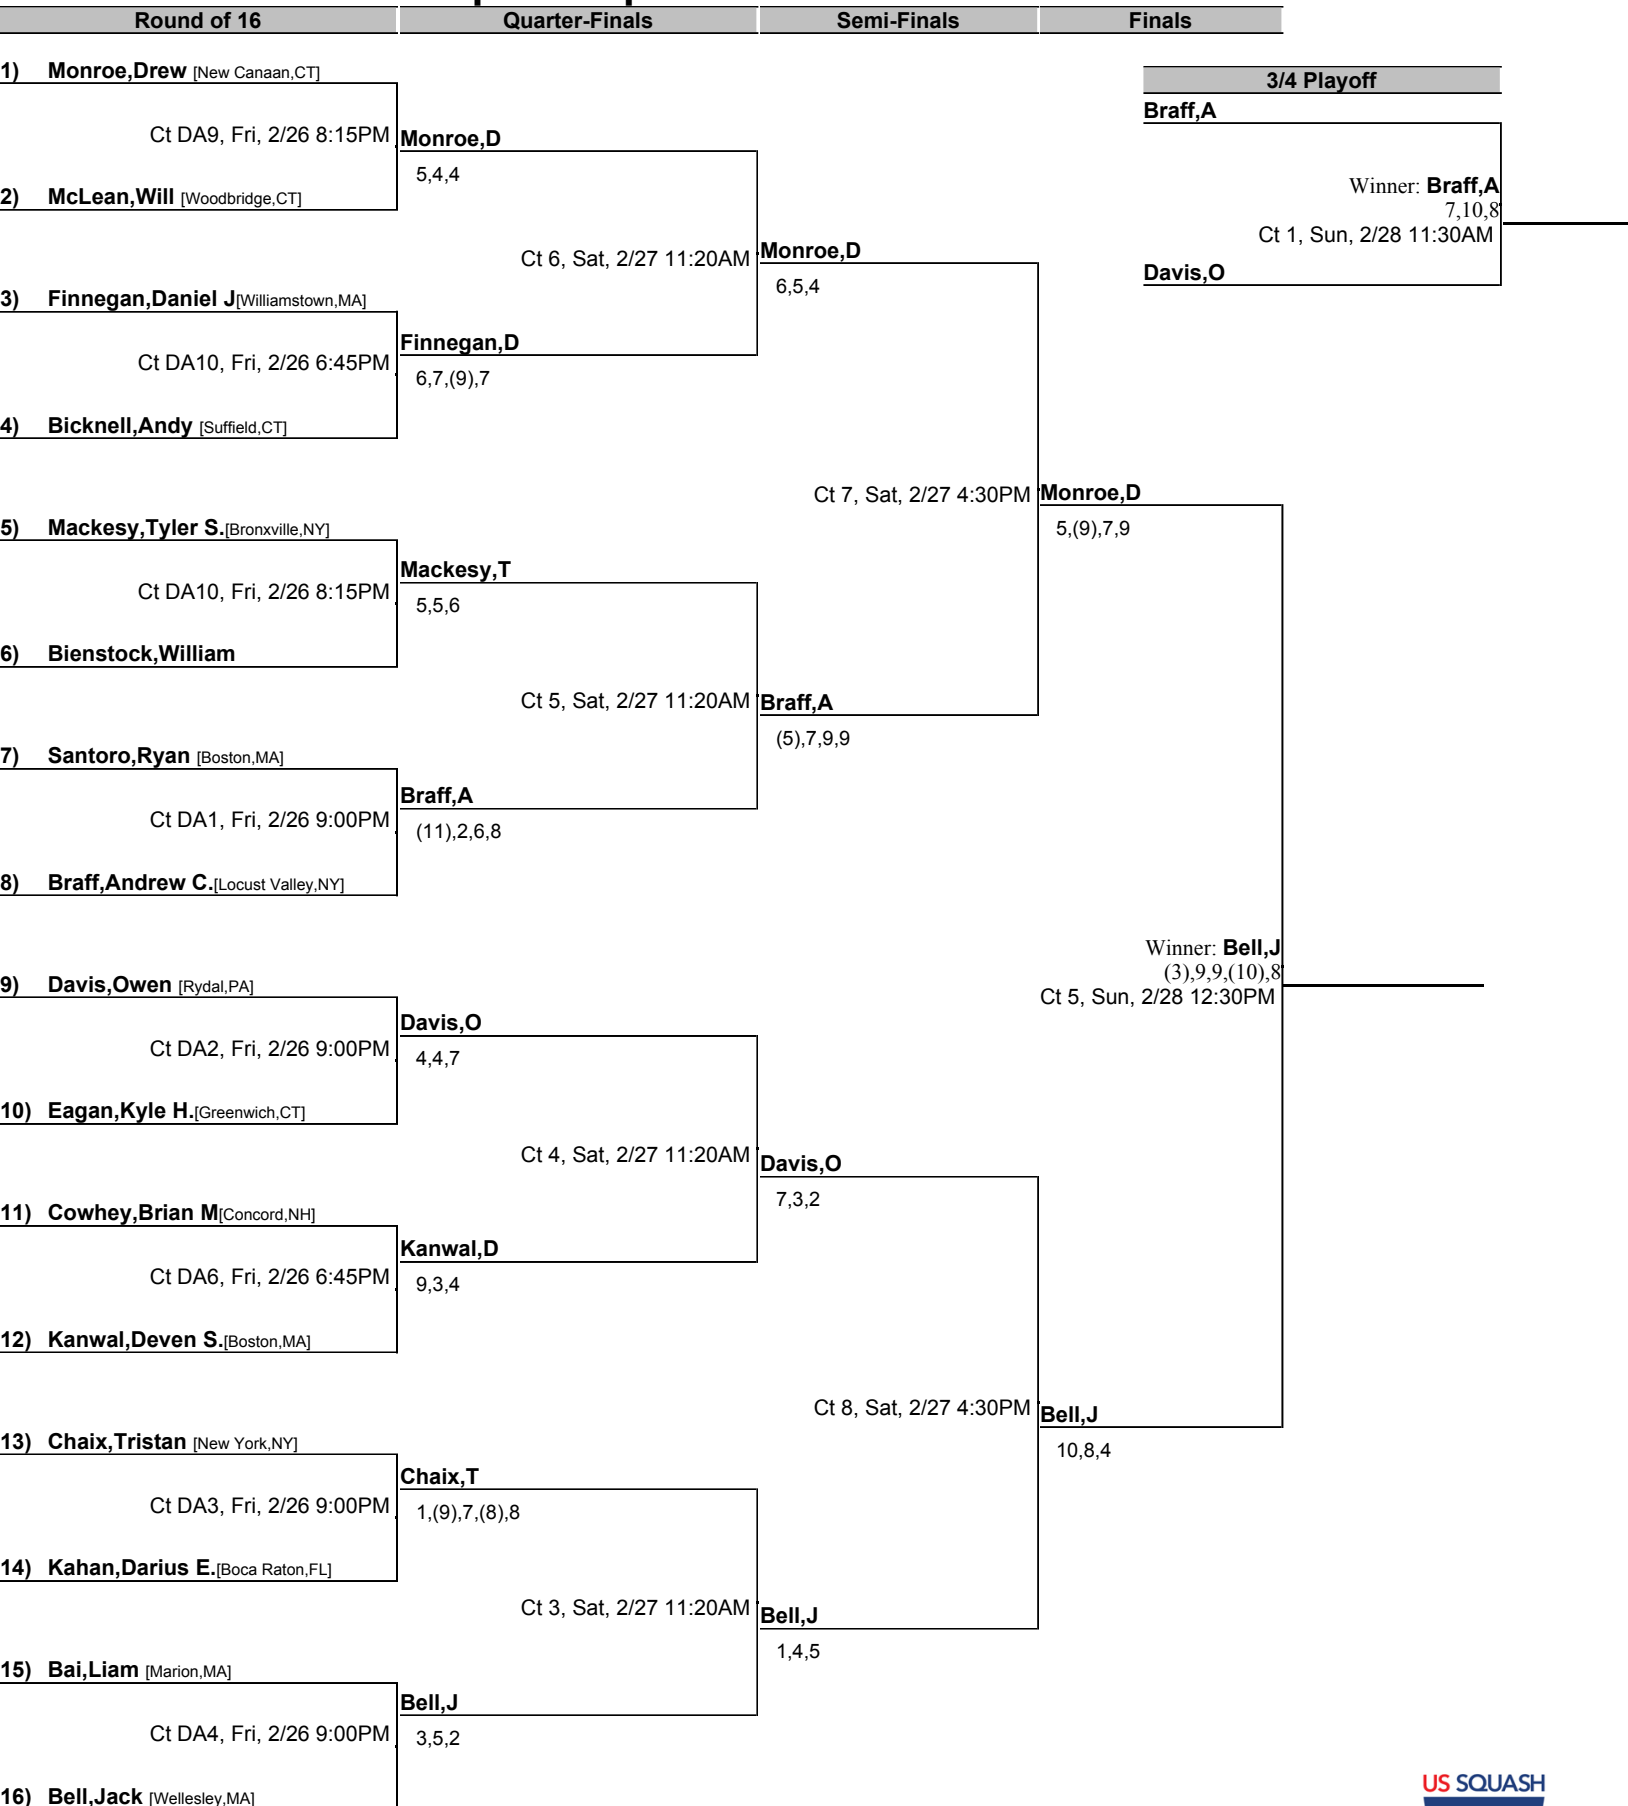 Round of 16 Quarter-Finals Semi-Finals Finals
1) Monroe,Drew [New Canaan,CT]
3/4 Playoff
Braff,A
Ct DA9, Fri, 2/26 8:15PM Monroe,D
5,4,4
2) McLean,Will [Woodbridge,CT]
Winner: Braff,A
7,10,8
Ct 1, Sun, 2/28 11:30AM
Ct 6, Sat, 2/27 11:20AM Monroe,D
Davis,O
6,5,4
3) Finnegan,Daniel J[Williamstown,MA]
Finnegan,D
Ct DA10, Fri, 2/26 6:45PM
6,7,(9),7
4) Bicknell,Andy [Suffield,CT]
Ct 7, Sat, 2/27 4:30PM Monroe,D
5) Mackesy,Tyler S.[Bronxville,NY]
5,(9),7,9
Mackesy,T
Ct DA10, Fri, 2/26 8:15PM
5,5,6
6) Bienstock,William
Ct 5, Sat, 2/27 11:20AM Braff,A
(5),7,9,9
7) Santoro,Ryan [Boston,MA]
Braff,A
Ct DA1, Fri, 2/26 9:00PM
(11),2,6,8
8) Braff,Andrew C.[Locust Valley,NY]
Winner: Bell,J
(3),9,9,(10),8
9) Davis,Owen [Rydal,PA]
Ct 5, Sun, 2/28 12:30PM
Davis,O
Ct DA2, Fri, 2/26 9:00PM
4,4,7
10) Eagan,Kyle H.[Greenwich,CT]
Ct 4, Sat, 2/27 11:20AM Davis,O
7,3,2
11) Cowhey,Brian M[Concord,NH]
Kanwal,D
Ct DA6, Fri, 2/26 6:45PM
9,3,4
12) Kanwal,Deven S.[Boston,MA]
Ct 8, Sat, 2/27 4:30PM Bell,J
13) Chaix,Tristan [New York,NY]
10,8,4
Chaix,T
Ct DA3, Fri, 2/26 9:00PM
1,(9),7,(8),8
14) Kahan,Darius E.[Boca Raton,FL]
Ct 3, Sat, 2/27 11:20AM Bell,J
1,4,5
15) Bai,Liam [Marion,MA]
Bell,J
Ct DA4, Fri, 2/26 9:00PM
3,5,2
US SQUASH
16) Bell,Jack [Wellesley,MA]